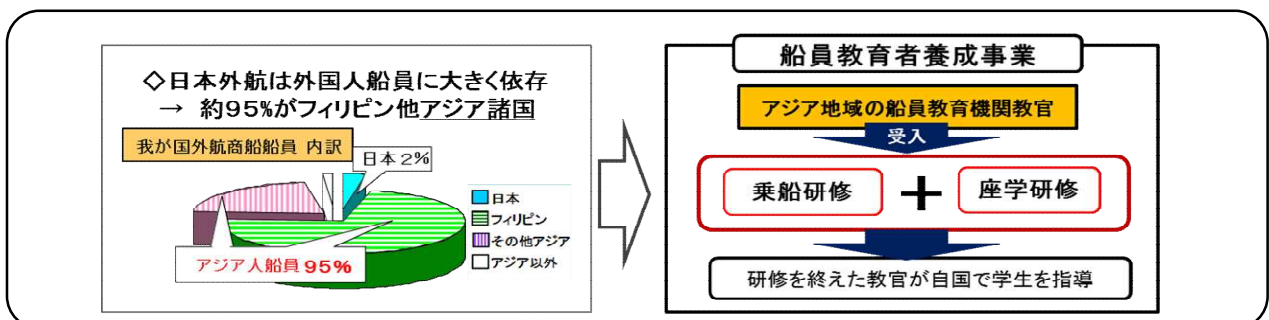 ◇日本外航は外国人船員に大きく依存
→ 約95%がフィリピン他アジア諸国
我が国外航商船船員 内訳
日本2%
日本
フィリピン
その他アジア
アジア以外
アジア人船員95%
船員教育者養成事業
アジア地域の船員教育機関教官
受入
乗船研修
＋
座学研修
研修を終えた教官が自国で学生を指導